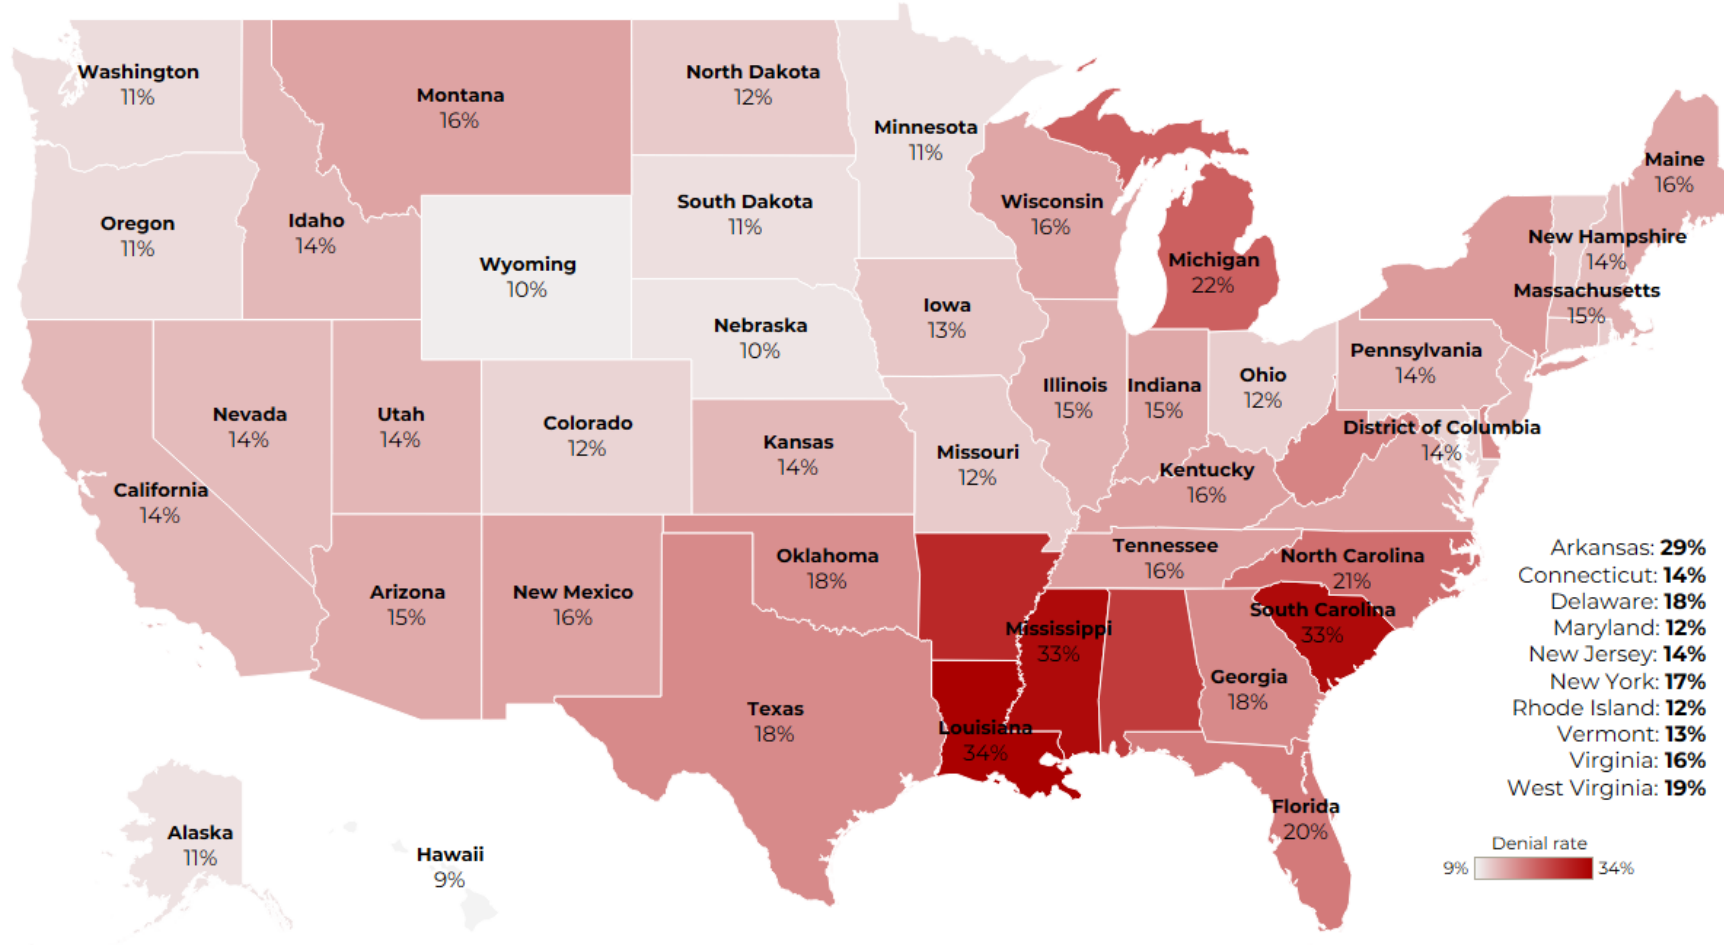 Washington
11%
Montana
16%
North Dakota
12%
Minnesota
11%
Oregon
11%
Idaho
14%
Wyoming
10%
South Dakota
11%
Wisconsin
16%
Michigan
22%
Maine
16%
New Hampshire
14%
Massachusetts
15%
Nebraska
10%
Iowa
13%
Illinois
15%
Indiana
15%
Ohio
12%
Pennsylvania
14%
District of Columbia
14%
Nevada
14%
Utah
14%
Colorado
12%
Kansas
14%
Missouri
12%
Kentucky
16%
California
14%
Arizona
15%
New Mexico
16%
Oklahoma
18%
Tennessee
16%
North Carolina
21%
South Carolina
33%
Mississippi
33%
Georgia
18%
Texas
18%
Louisiana
34%
Florida
20%
Alaska
11%
Hawaii
9%
Arkansas: 29%
Connecticut: 14%
Delaware: 18%
Maryland: 12%
New Jersey: 14%
New York: 17%
Rhode Island: 12%
Vermont: 13%
Virginia: 16%
West Virginia: 19%
Denial rate
9% 34%